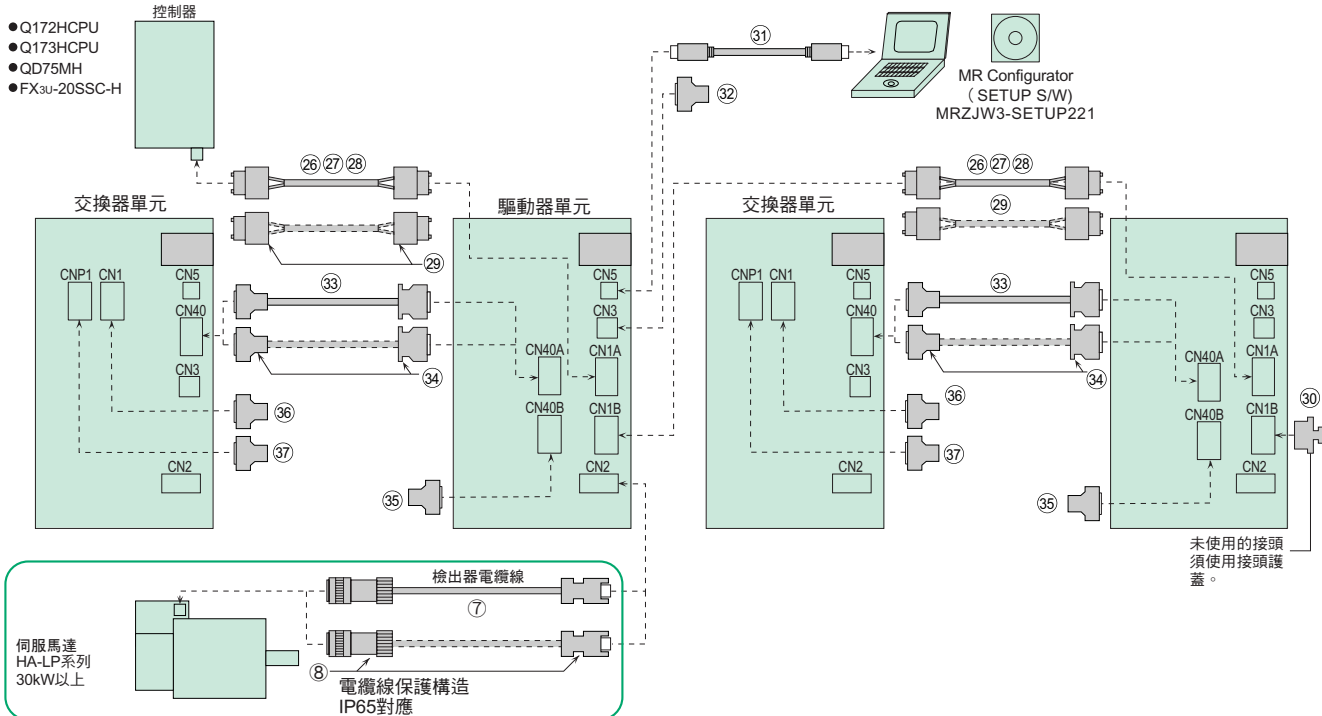 控制器
●Q172HCPU
●Q173HCPU
●QD75MH
●FX3U-20SSC-H
㉛
MR Configurator
（SETUP S/W）
MRZJW3-SETUP221
㉜
㉖㉗㉘
㉖㉗㉘
交換器單元
驅動器單元
交換器單元
㉙
㉙
CNP1 CN1
CN5
CN40
CN3
CN2
㉝
㉞
㊱
㊲
CN5
CN3
CN40A
CN1A
CN40B
CN1B
CN2
㉟
CNP1 CN1
CN5
CN40
CN3
CN2
㉝
㉞
㊱
㊲
CN5
CN3
CN40A
CN1A
CN40B
CN1B
CN2
㉟
㉚
未使用的接頭
須使用接頭護
蓋。
檢出器電纜線
⑦
伺服馬達
HA-LP系列
30kW以上
⑧
電纜線保護構造
IP65對應